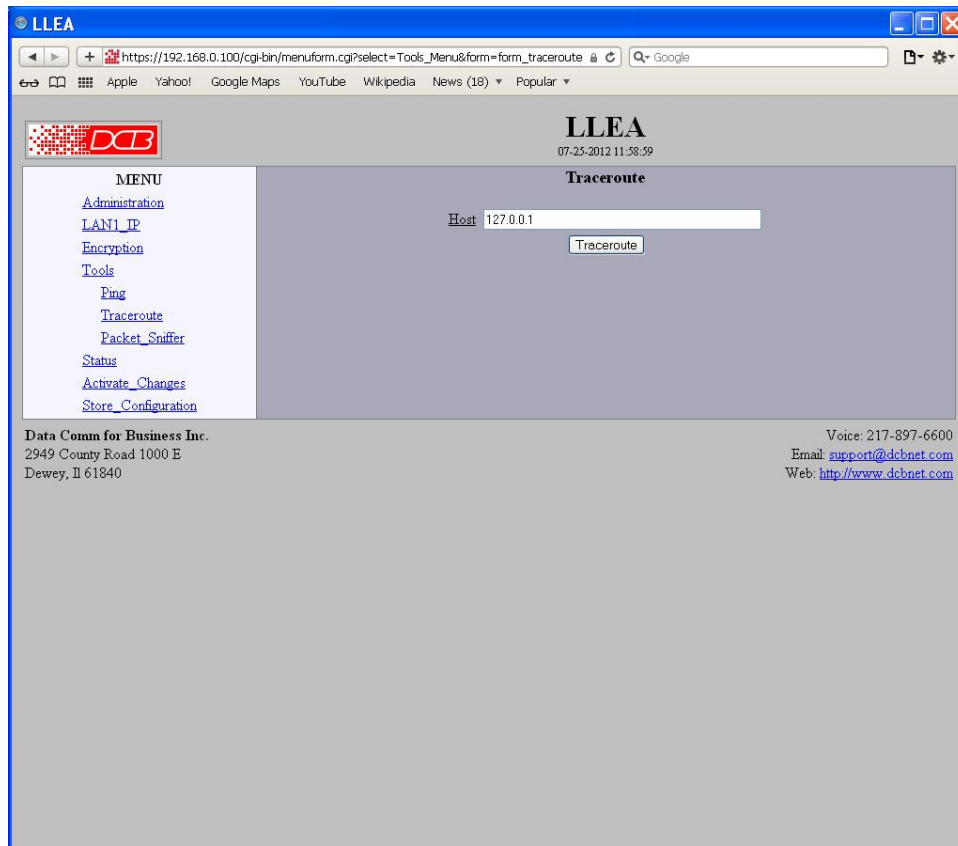 LLEA
https://192.168.0.100/cgi-bin/menuform.cgi?select=Tools_Menu&form=form_traceroute
Google
Apple Yahoo! Google Maps YouTube Wikipedia News (18) Popular
DCB
LLEA
07-25-2012 11:58:59
MENU
Administration
LAN1_IP
Encryption
Tools
Ping
Traceroute
Packet_Sniffer
Status
Activate_Changes
Store_Configuration
Traceroute
Host 127.0.0.1
Traceroute
Data Comm for Business Inc.
2949 County Road 1000 E
Dewey, Il 61840
Voice: 217-897-6600
Email: support@dcbnet.com
Web: http://www.dcbnet.com